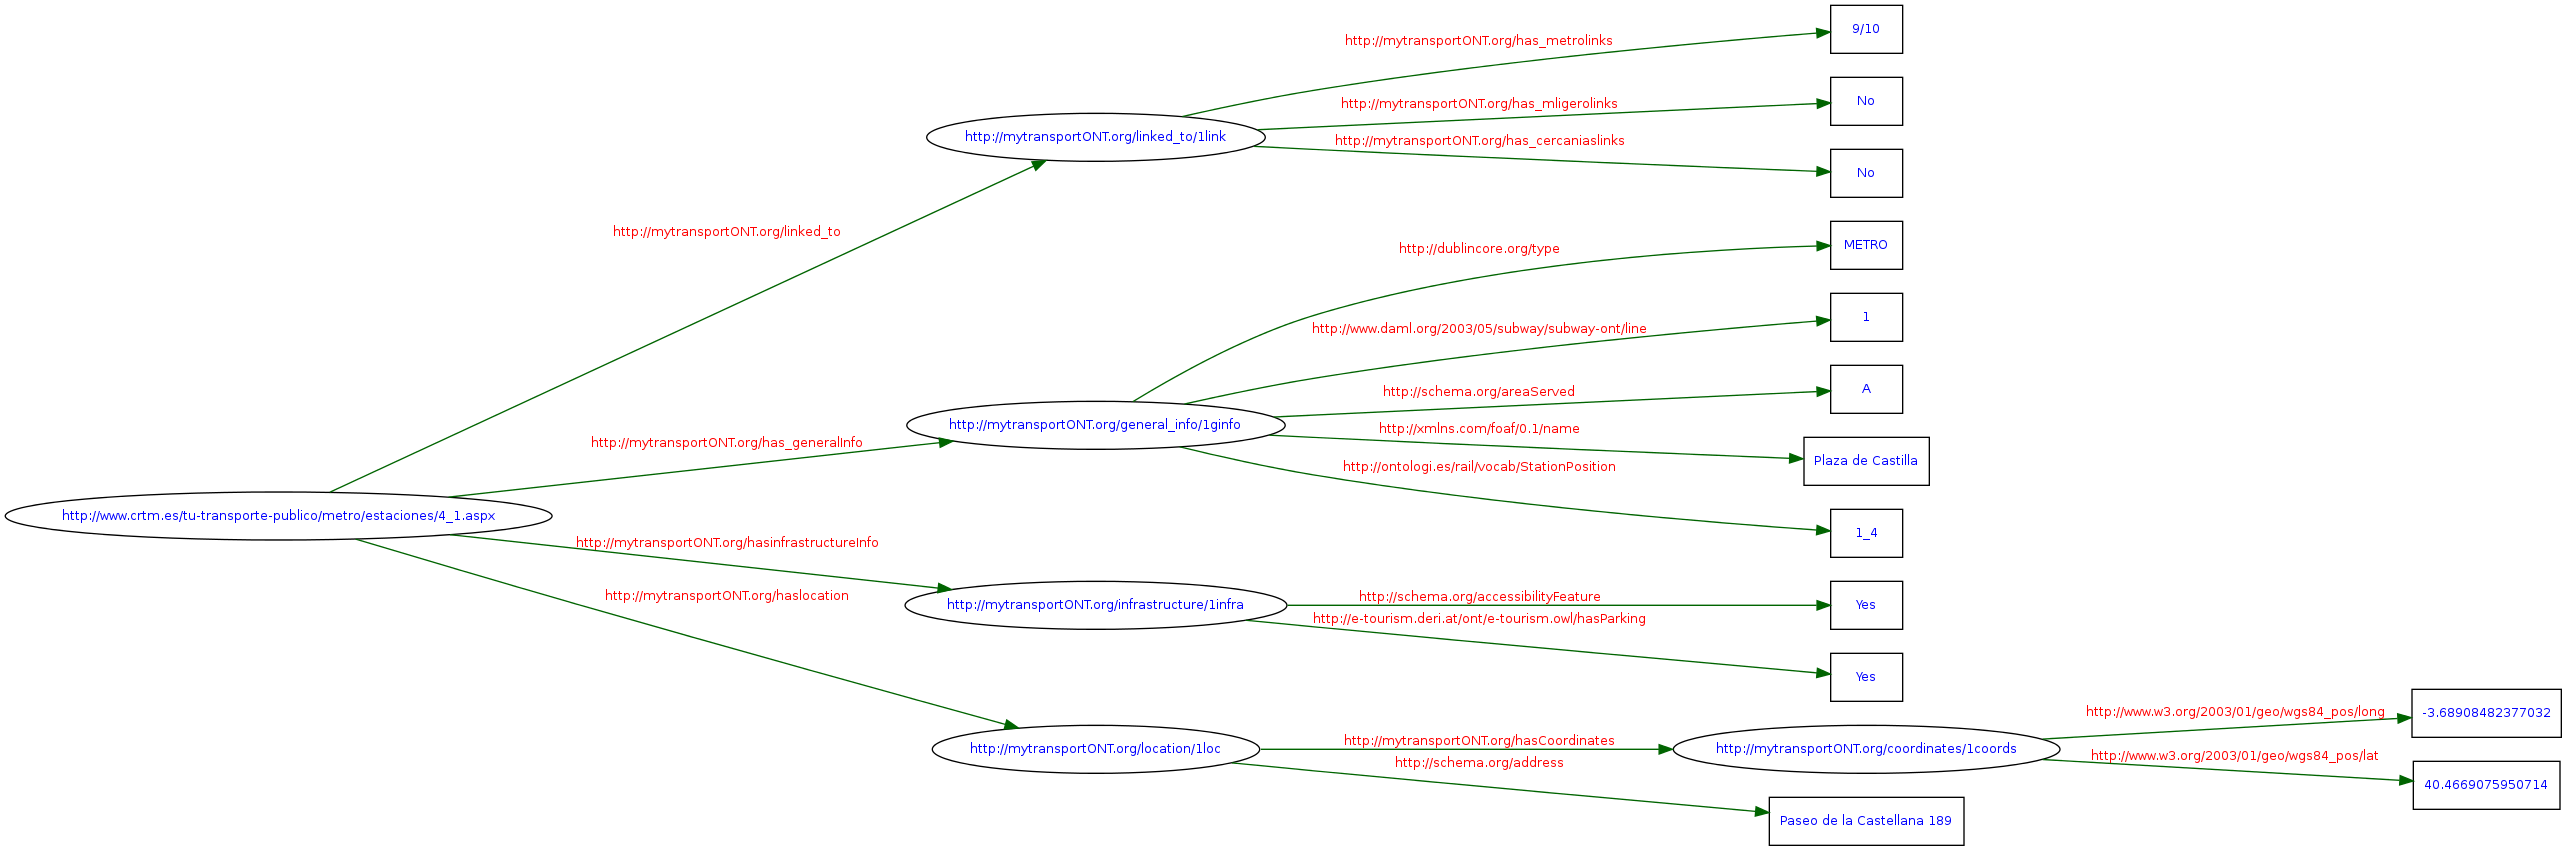 http://mytransportONT.org/has_metrolinks
9/10
http://mytransportONT.org/has_mligerolinks
No
http://mytransportONT.org/linked_to/1link
http://mytransportONT.org/has_cercaniaslinks
No
http://mytransportONT.org/linked_to
http://dublincore.org/type
METRO
http://www.daml.org/2003/05/subway/subway-ont/line
1
http://schema.org/areaServed
A
http://mytransportONT.org/has_generalInfo
http://mytransportONT.org/general_info/1ginfo
http://xmlns.com/foaf/0.1/name
Plaza de Castilla
http://ontologi.es/rail/vocab/StationPosition
1_4
http://www.crtm.es/tu-transporte-publico/metro/estaciones/4_1.aspx
http://mytransportONT.org/hasinfrastructureInfo
http://mytransportONT.org/infrastructure/1infra
http://schema.org/accessibilityFeature
Yes
http://e-tourism.deri.at/ont/e-tourism.owl/hasParking
Yes
http://mytransportONT.org/haslocation
http://mytransportONT.org/location/1loc
http://mytransportONT.org/hasCoordinates
http://mytransportONT.org/coordinates/1coords
http://www.w3.org/2003/01/geo/wgs84_pos/long
-3.68908482377032
http://www.w3.org/2003/01/geo/wgs84_pos/lat
40.4669075950714
http://schema.org/address
Paseo de la Castellana 189